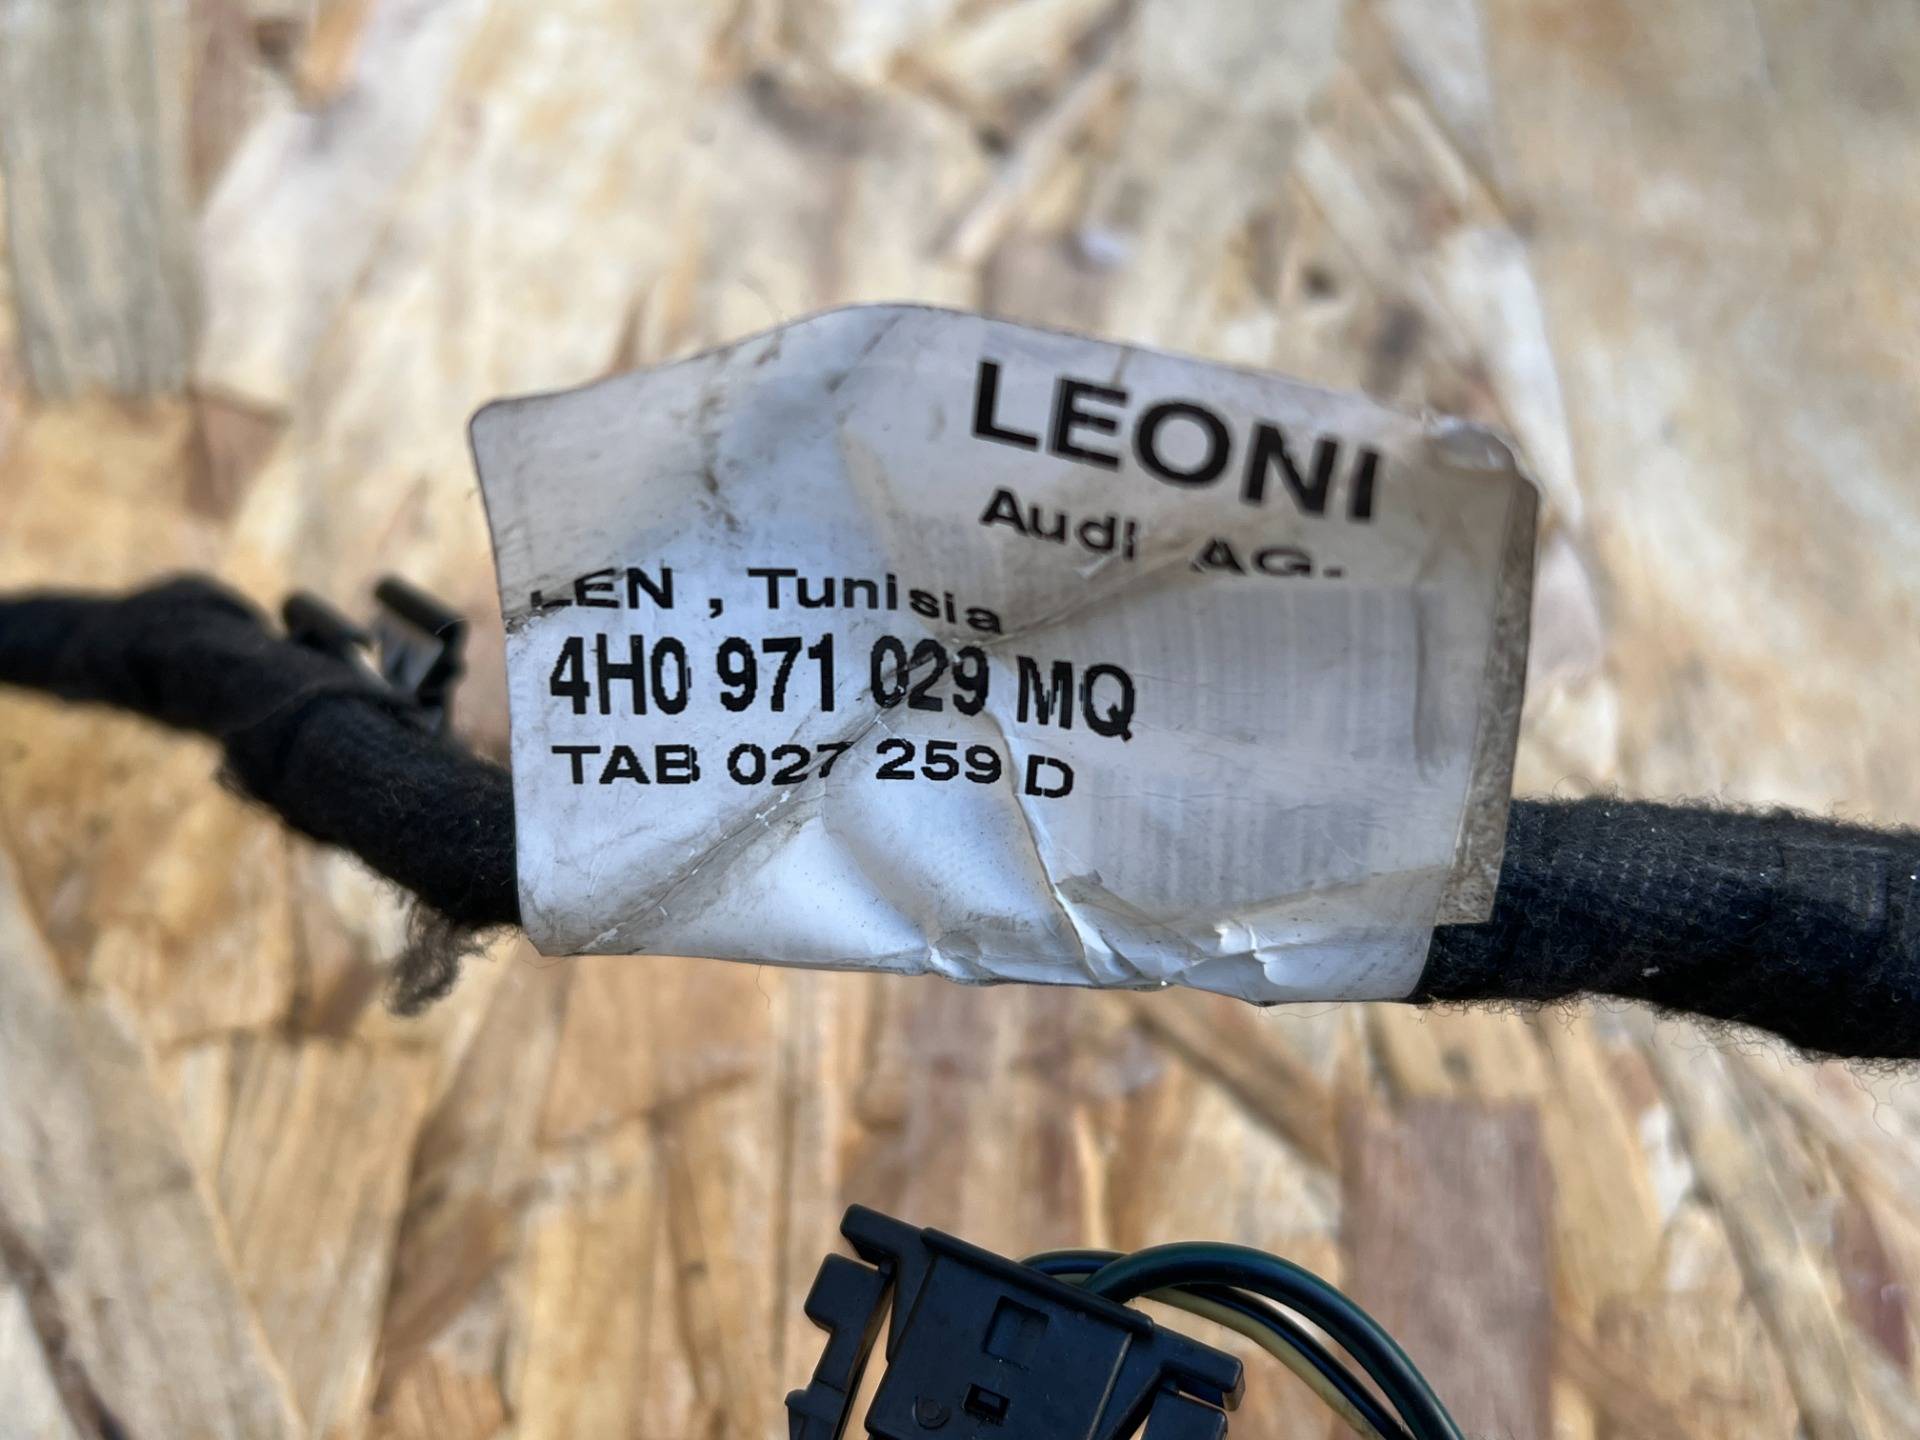 LEONI
Audi AG.
LEN , Tunisia
4H0 971 029 MQ
TAB 027 259 D